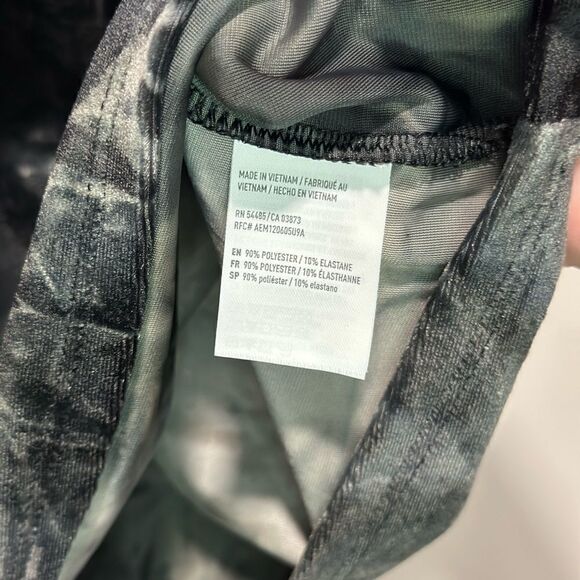 MADE IN VIETNAM / FABRIQUÉ AU
VIETNAM / HECHO EN VIETNAM
RN 54485/CA 03873
RFC# AEM120605U9A
EN 90% POLYESTER / 10% ELASTANE
FR 90% POLYESTER / 10% ÉLASTHANNE
SP 90% poliéster / 10% elastano